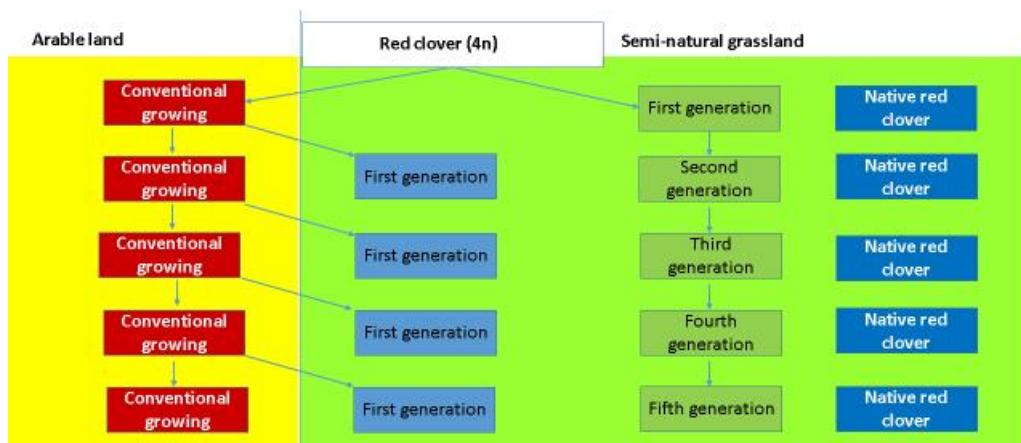 Arable land
Red clover (4n)
Semi-natural grassland
Conventional
growing
First generation
Native red
clover
Conventional
growing
First generation
Second
generation
Native red
clover
Conventional
growing
First generation
Third
generation
Native red
clover
Conventional
growing
First generation
Fourth
generation
Native red
clover
Conventional
growing
First generation
Fifth generation
Native red
clover